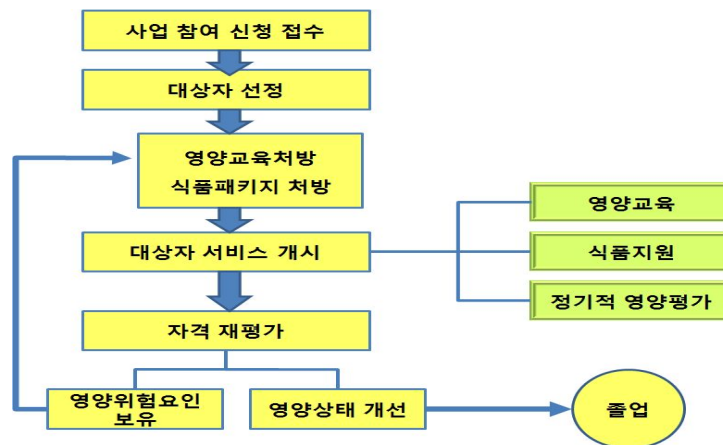 사업 참여 신청 접수
대상자 선정
영양교육처방
식품패키지 처방
대상자 서비스 개시
영양교육
식품지원
정기적 영양평가
자격 재평가
영양위험요인
보유
영양상태 개선
졸업